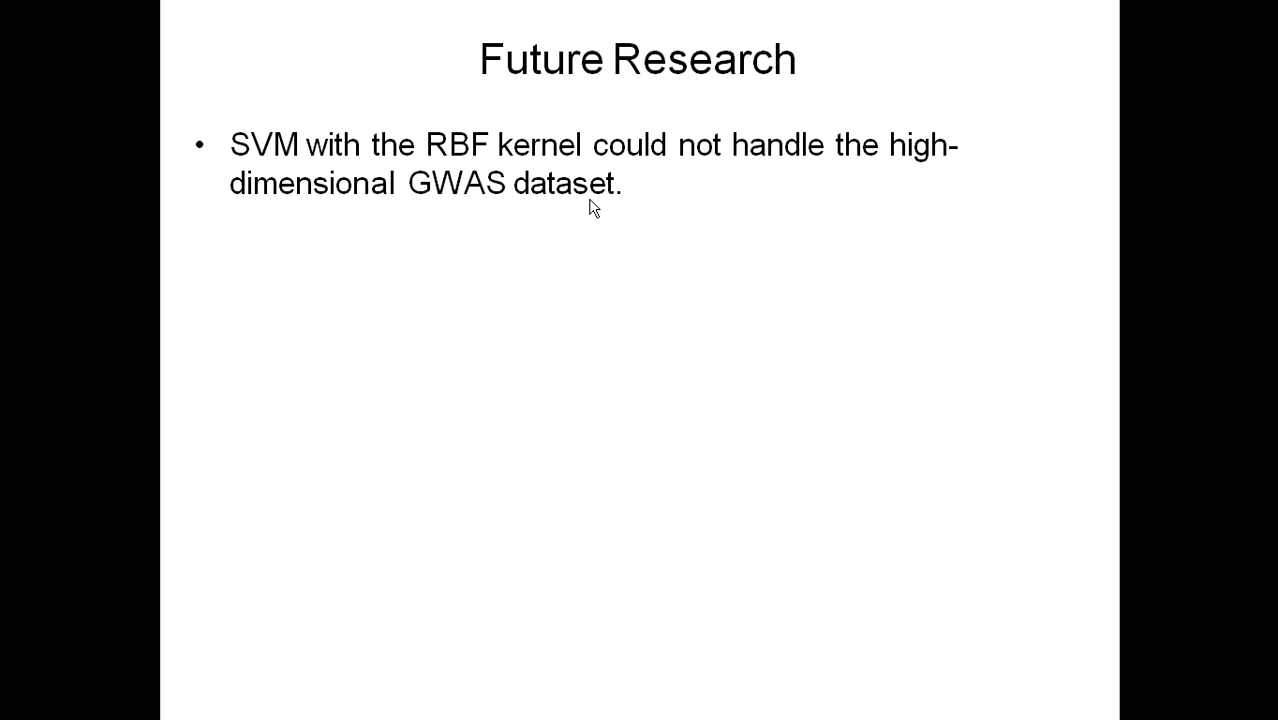 Future Research
• SVM with the RBF kernel could not handle the high-
dimensional GWAS dataset.